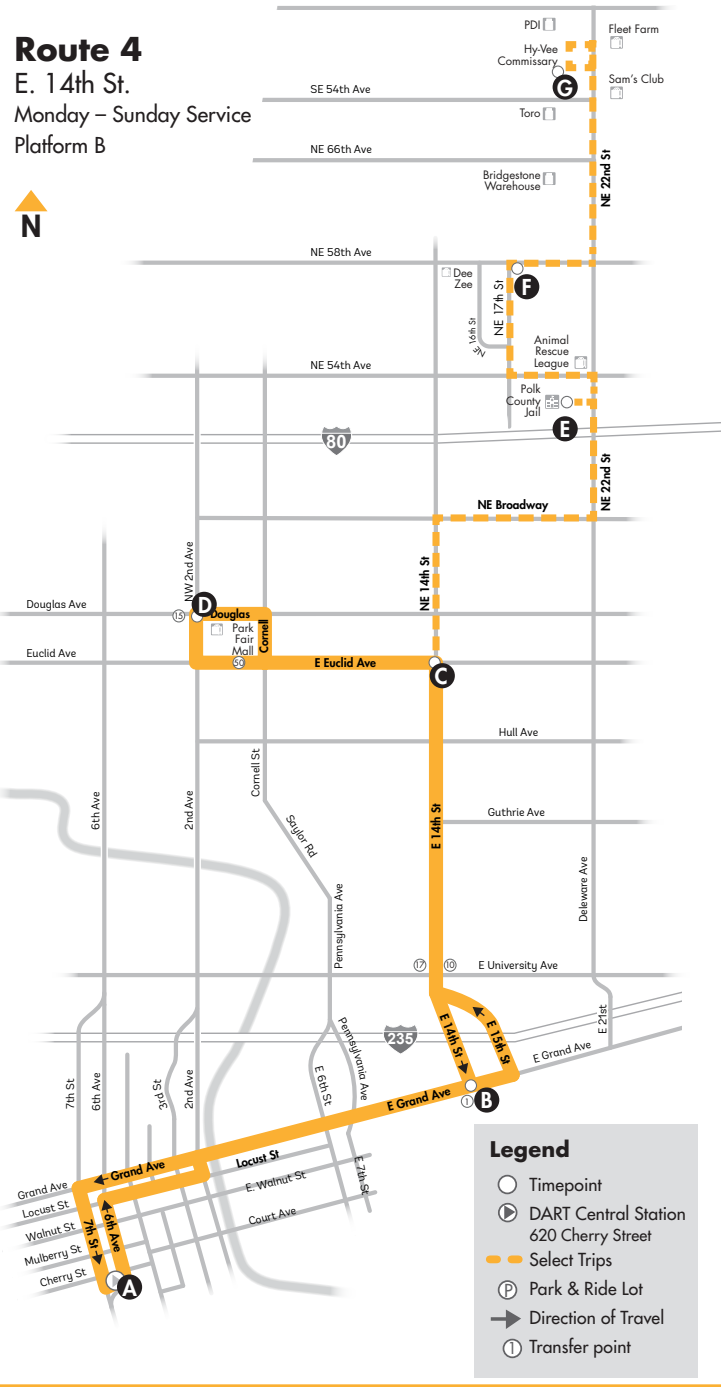 Route 4
E. 14th St.
Monday – Sunday Service
Platform B
N
PDI
Fleet Farm
Hy-Vee
Commissary
G
Sam's Club
SE 54th Ave
Toro
NE 66th Ave
Bridgestone
Warehouse
NE 22nd St
NE 58th Ave
Dee
Zee
F
NE 17th St
NE 16th St
Animal
Rescue
League
NE 54th Ave
Polk
County
Jail
E
80
NE 22nd St
NE Broadway
NW 2nd Ave
NE 14th St
D
Douglas Ave
15
Douglas
Park
Fair
Mall
Cornell
Euclid Ave
50
E Euclid Ave
C
Hull Ave
Cornell St
6th Ave
2nd Ave
Saylor Rd
E 14th St
Guthrie Ave
Pennsylvania Ave
Deleware Ave
17
10
E University Ave
E 14th St
E 15th St
E 21st
235
E Grand Ave
7th St
6th Ave
3rd St
2nd Ave
E 6th St
Pennsylvania Ave
E Grand Ave
1
B
Grand Ave
Locust St
E 7th St
Grand Ave
Locust St
E. Walnut St
Walnut St
7th St
6th Ave
Court Ave
Mulberry St
Cherry St
A
Legend
Timepoint
DART Central Station
620 Cherry Street
Select Trips
P Park & Ride Lot
Direction of Travel
1 Transfer point